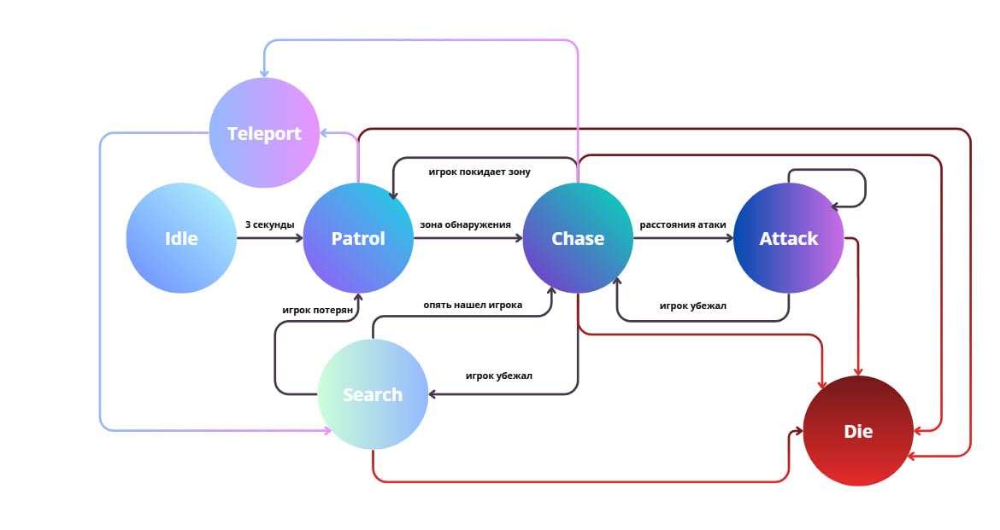 Teleport
игрок покидает зону
3 секунды
зона обнаружения
расстояния атаки
Idle
Patrol
Chase
Attack
игрок потерян
опять нашел игрока
игрок убежал
игрок убежал
Search
Die